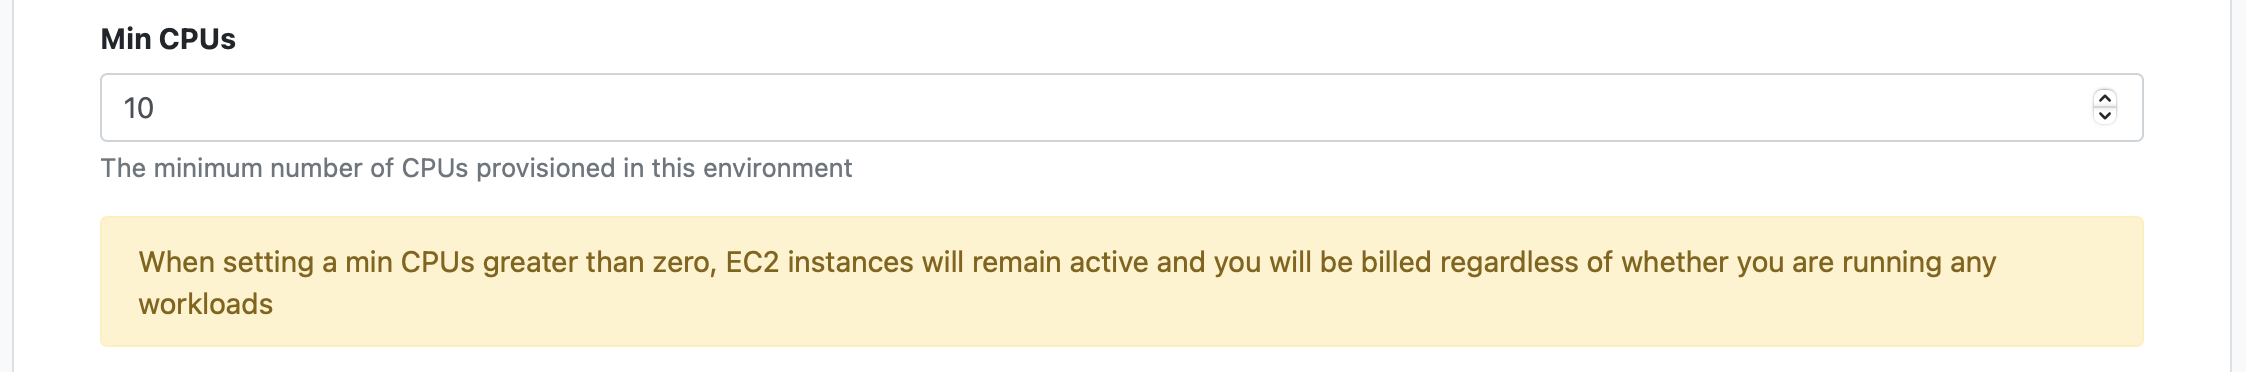 Min CPUs
10
The minimum number of CPUs provisioned in this environment
When setting a min CPUs greater than zero, EC2 instances will remain active and you will be billed regardless of whether you are running any
workloads